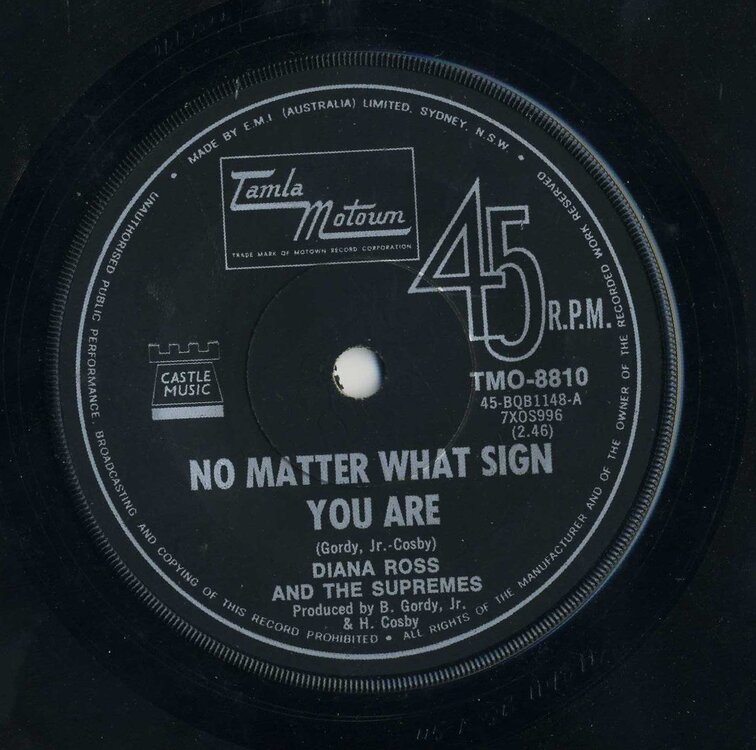 MADE BY E.M.I (AUSTRALIA) LIMITED. SYDNEY, N.S.W. •
UNAUTHORISED PUBLIC PERFORMANCE, BROADCASTING AND COPYING OF THIS RECORD PROHIBITED • ALL RIGHTS OF THE MANUFACTURER AND OF THE OWNER OF THE RECORDED WORK RESERVED
Tamla
Motown
TRADE MARK OF MOTOWN RECORD CORPORATION
45
R.P.M.
TMO-8810
45-BQB1148-A
7XOS996
(2.46)
CASTLE
MUSIC
NO MATTER WHAT SIGN
YOU ARE
(Gordy, Jr.-Cosby)
DIANA ROSS
AND THE SUPREMES
Produced by B. Gordy, Jr.
& H. Cosby